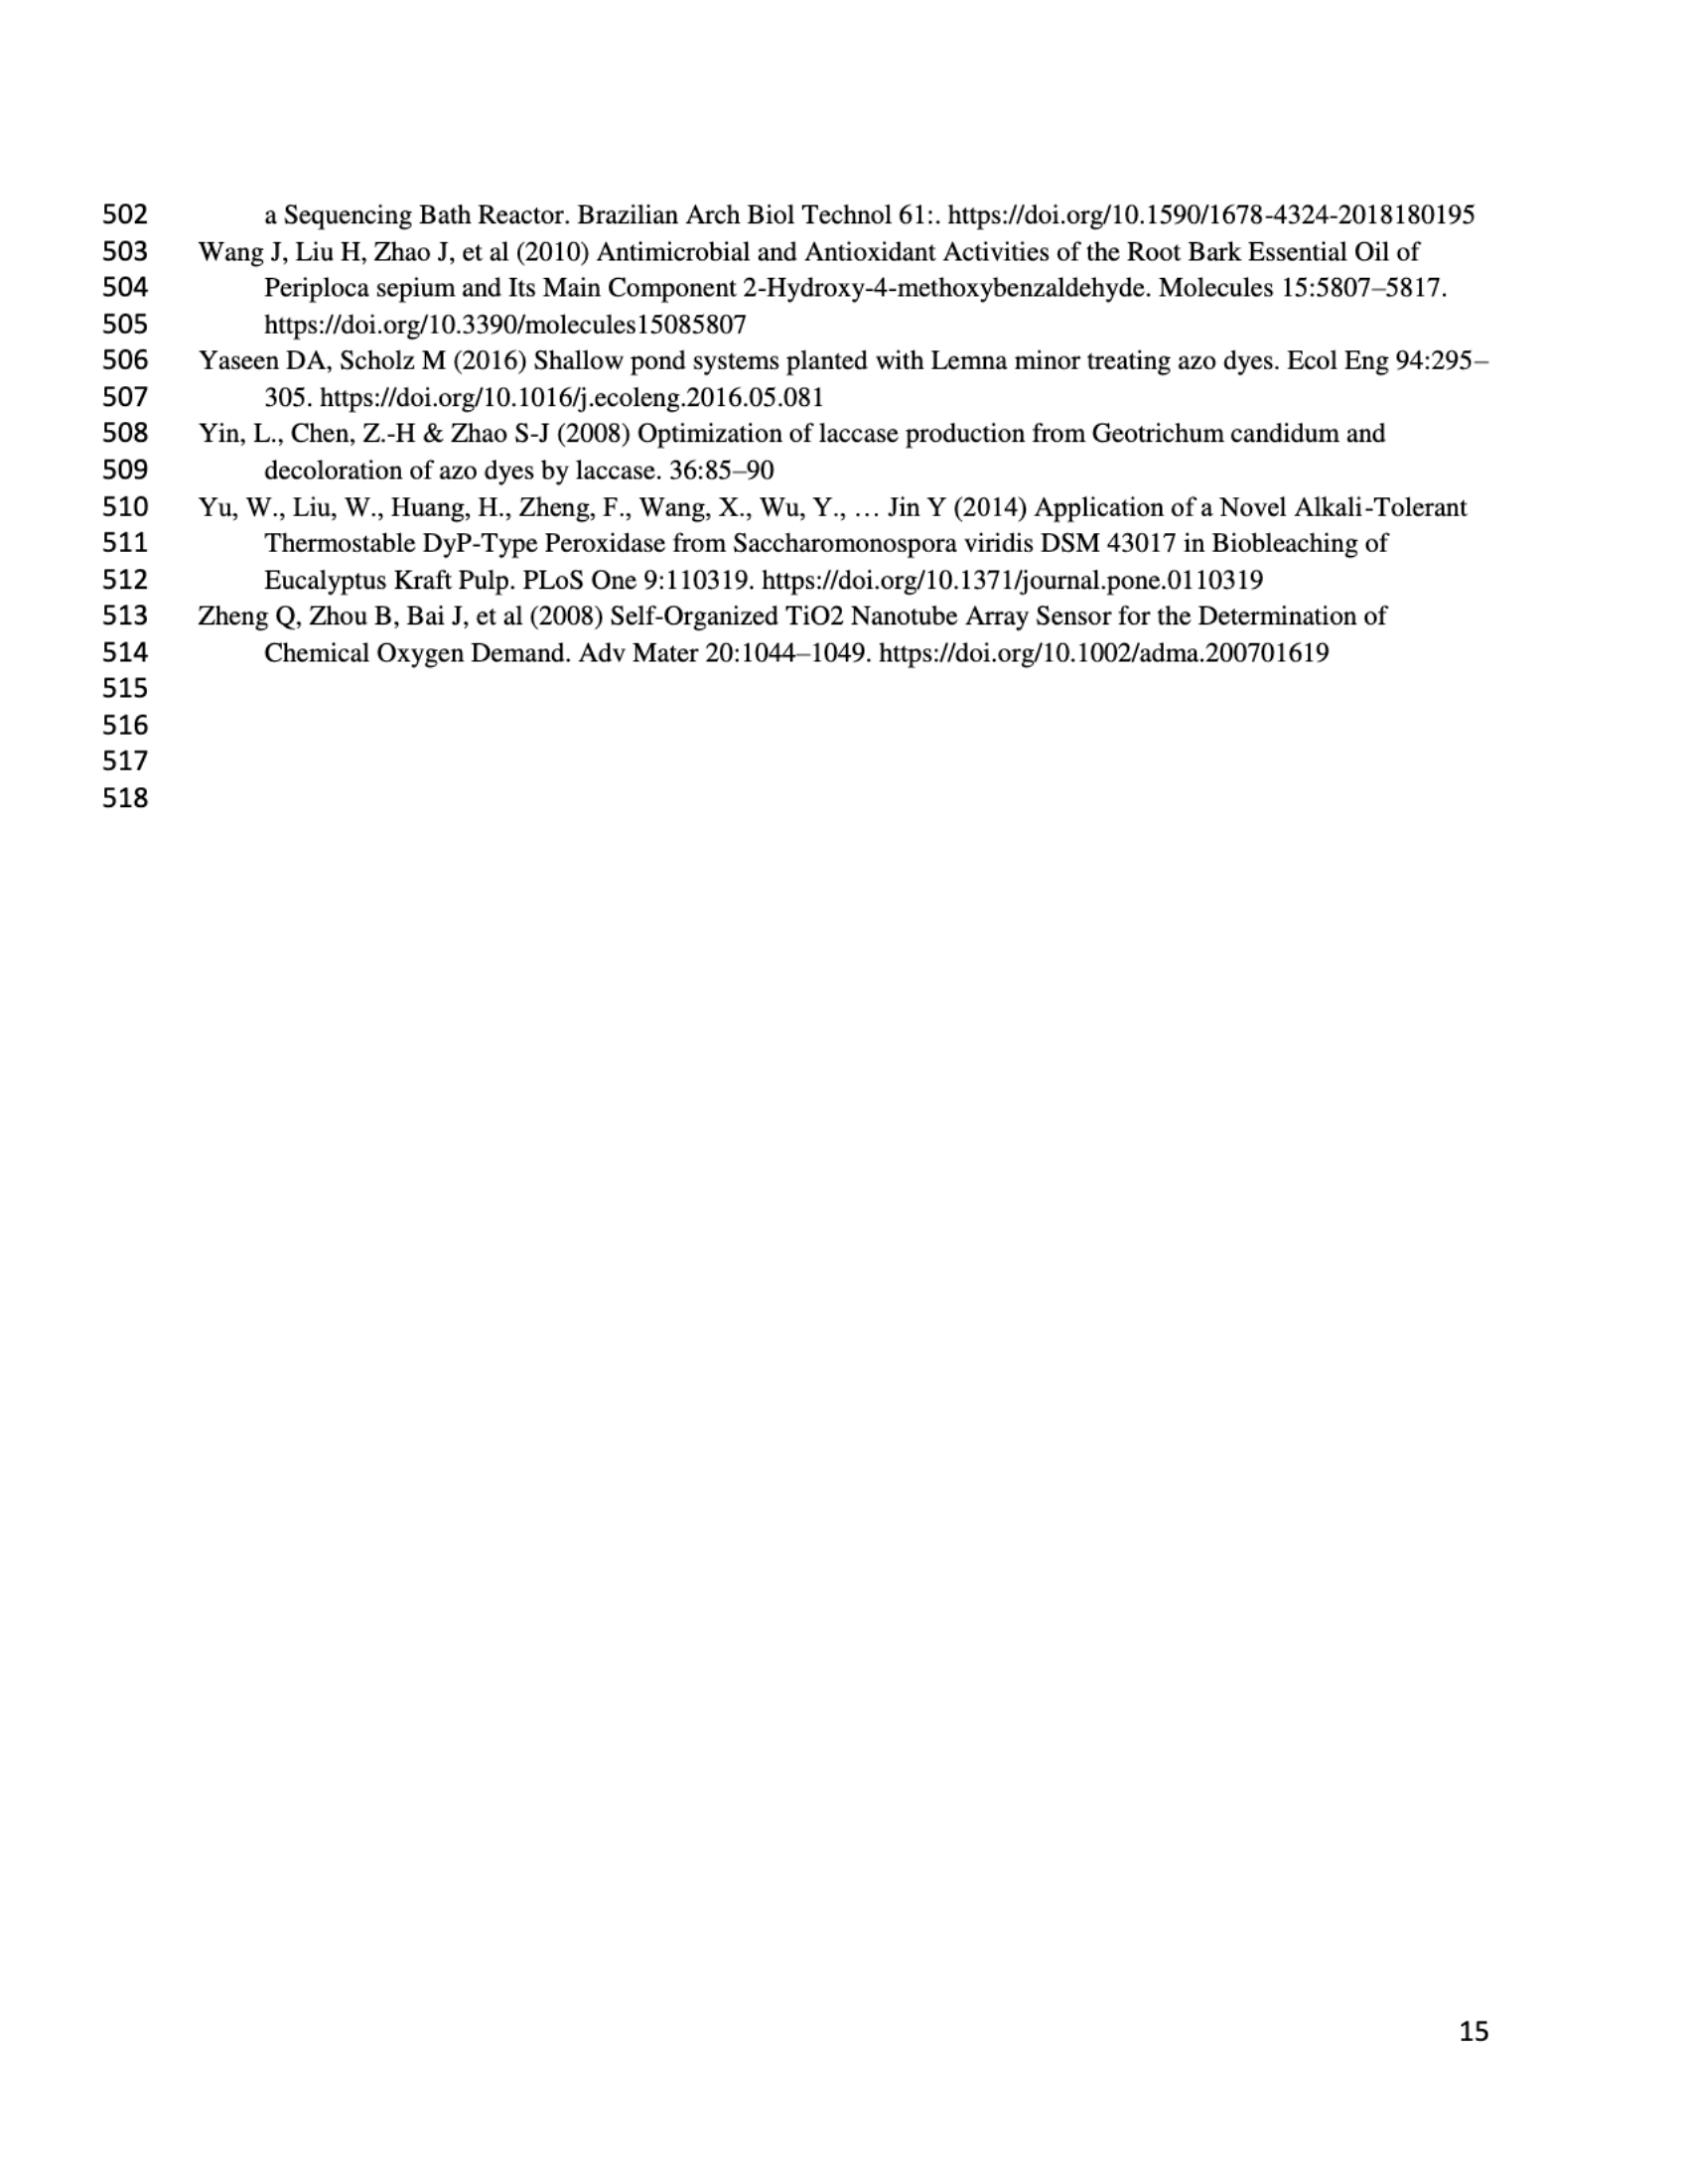 502 a Sequencing Bath Reactor. Brazilian Arch Biol Technol 61:. https://doi.org/10.1590/1678-4324-2018180195
503 Wang J, Liu H, Zhao J, et al (2010) Antimicrobial and Antioxidant Activities of the Root Bark Essential Oil of
504 Periploca sepium and Its Main Component 2-Hydroxy-4-methoxybenzaldehyde. Molecules 15:5807–5817.
505 https://doi.org/10.3390/molecules15085807
506 Yaseen DA, Scholz M (2016) Shallow pond systems planted with Lemna minor treating azo dyes. Ecol Eng 94:295–
507 305. https://doi.org/10.1016/j.ecoleng.2016.05.081
508 Yin, L., Chen, Z.-H & Zhao S-J (2008) Optimization of laccase production from Geotrichum candidum and
509 decoloration of azo dyes by laccase. 36:85–90
510 Yu, W., Liu, W., Huang, H., Zheng, F., Wang, X., Wu, Y., … Jin Y (2014) Application of a Novel Alkali-Tolerant
511 Thermostable DyP-Type Peroxidase from Saccharomonospora viridis DSM 43017 in Biobleaching of
512 Eucalyptus Kraft Pulp. PLoS One 9:110319. https://doi.org/10.1371/journal.pone.0110319
513 Zheng Q, Zhou B, Bai J, et al (2008) Self-Organized TiO2 Nanotube Array Sensor for the Determination of
514 Chemical Oxygen Demand. Adv Mater 20:1044–1049. https://doi.org/10.1002/adma.200701619
515
516
517
518
15